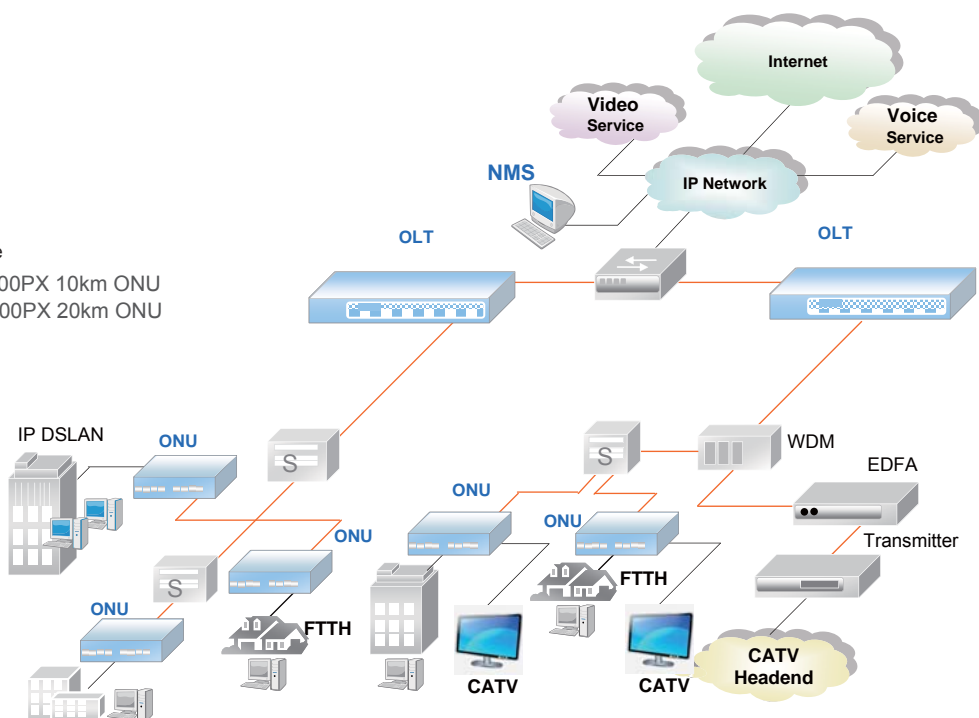 Internet
Video
Service
Voice
Service
NMS
IP Network
OLT
OLT
e
00PX 10km ONU
00PX 20km ONU
IP DSLAN
ONU
S
S
WDM
EDFA
ONU
ONU
ONU
Transmitter
S
FTTH
ONU
FTTH
CATV
CATV
CATV
Headend